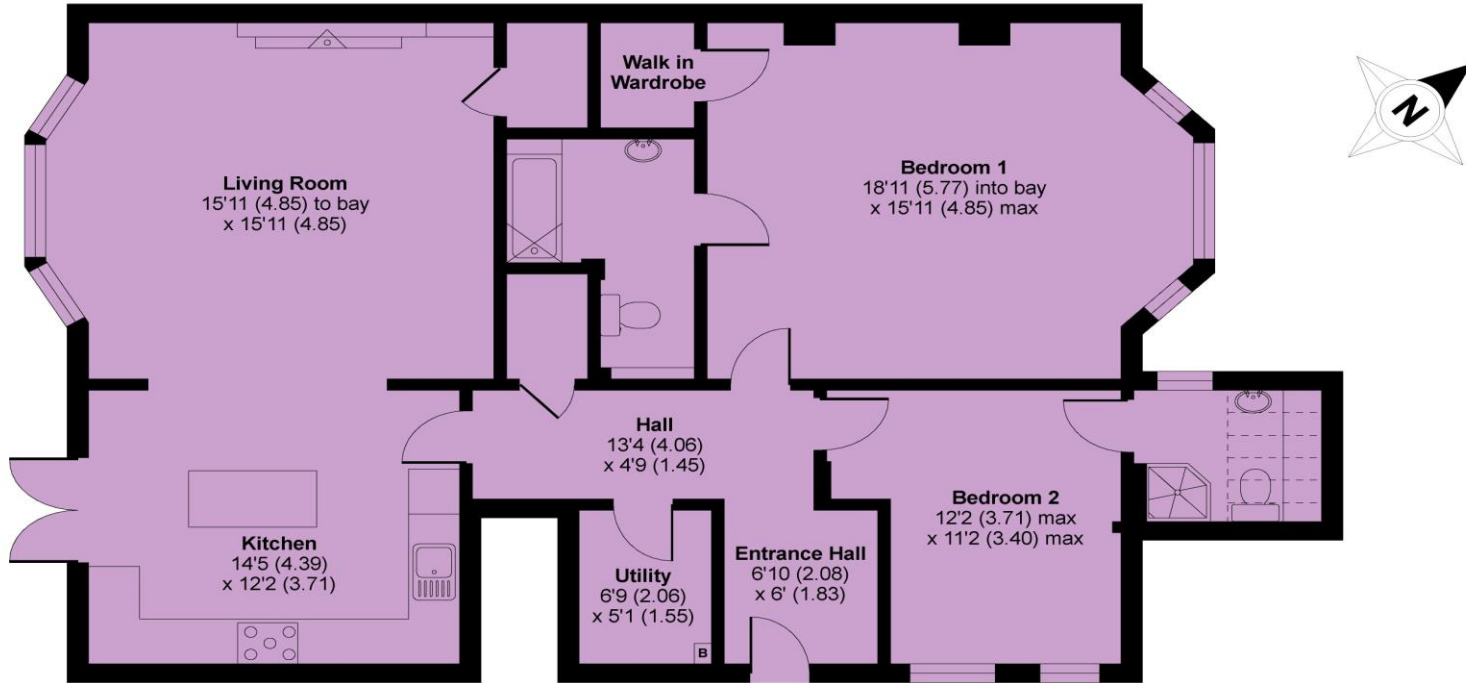 Walk in
Wardrobe
N
Living Room
15'11 (4.85) to bay
x 15'11 (4.85)
Bedroom 1
18'11 (5.77) into bay
x 15'11 (4.85) max
Hall
13'4 (4.06)
x 4'9 (1.45)
Kitchen
14'5 (4.39)
x 12'2 (3.71)
Utility
6'9 (2.06)
x 5'1 (1.55)
B
Entrance Hall
6'10 (2.08)
x 6' (1.83)
Bedroom 2
12'2 (3.71) max
x 11'2 (3.40) max